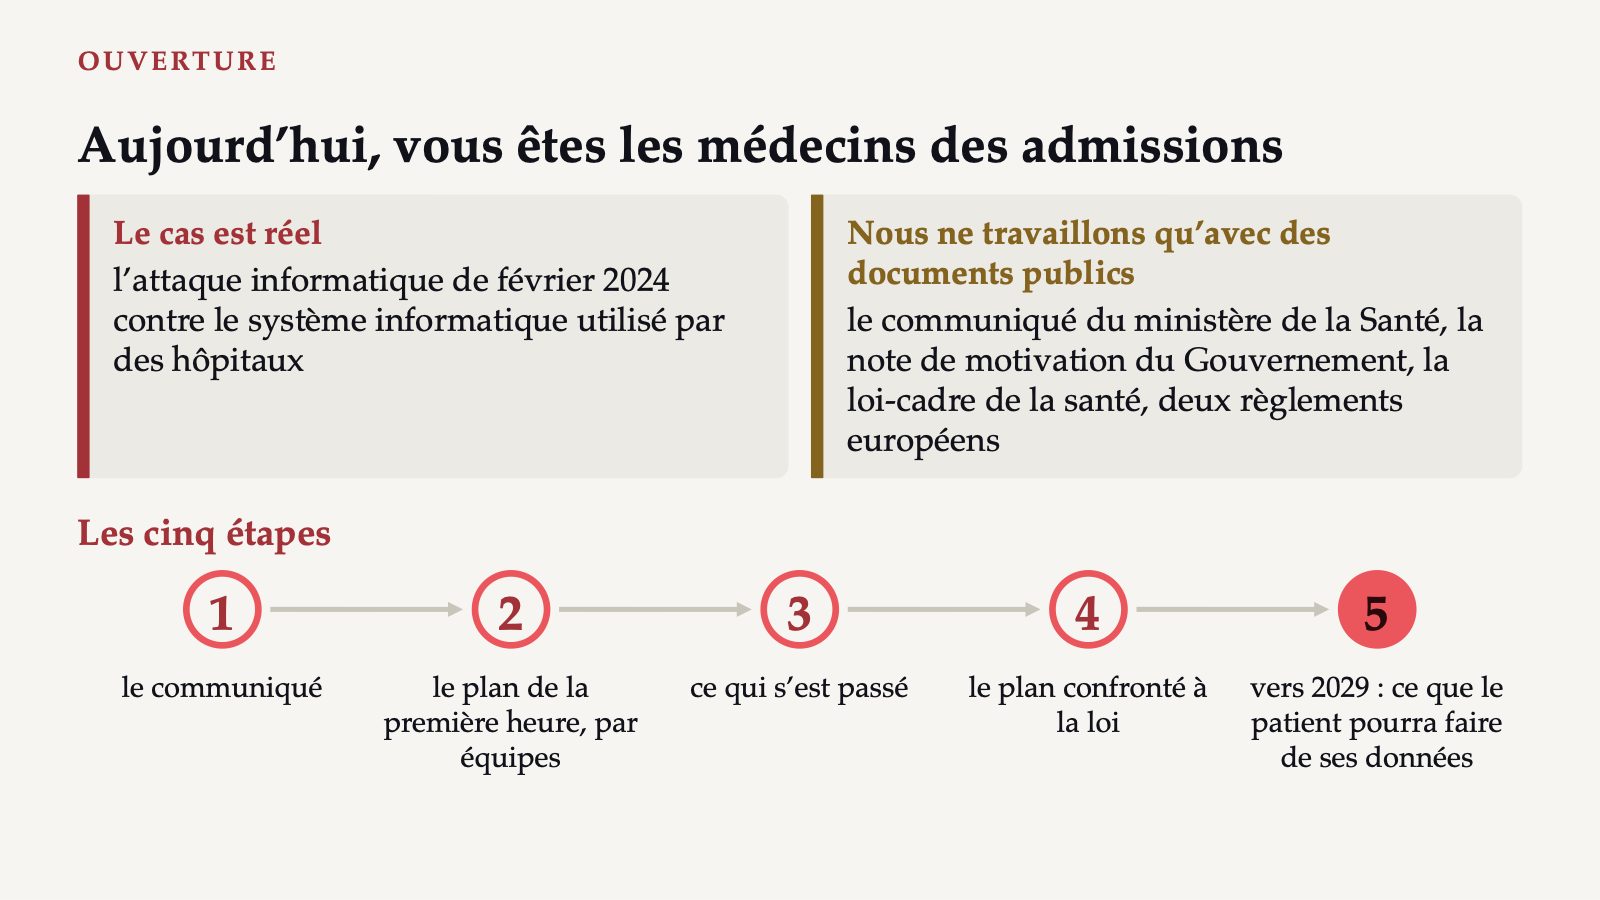 OUVERTURE
Aujourd’hui, vous êtes les médecins des admissions
Le cas est réel
l’attaque informatique de février 2024
contre le système informatique utilisé par
des hôpitaux
Nous ne travaillons qu’avec des
documents publics
le communiqué du ministère de la Santé, la
note de motivation du Gouvernement, la
loi-cadre de la santé, deux règlements
européens
Les cinq étapes
1
le communiqué
2
le plan de la
première heure, par
équipes
3
ce qui s’est passé
4
le plan confronté à
la loi
5
vers 2029 : ce que le
patient pourra faire
de ses données